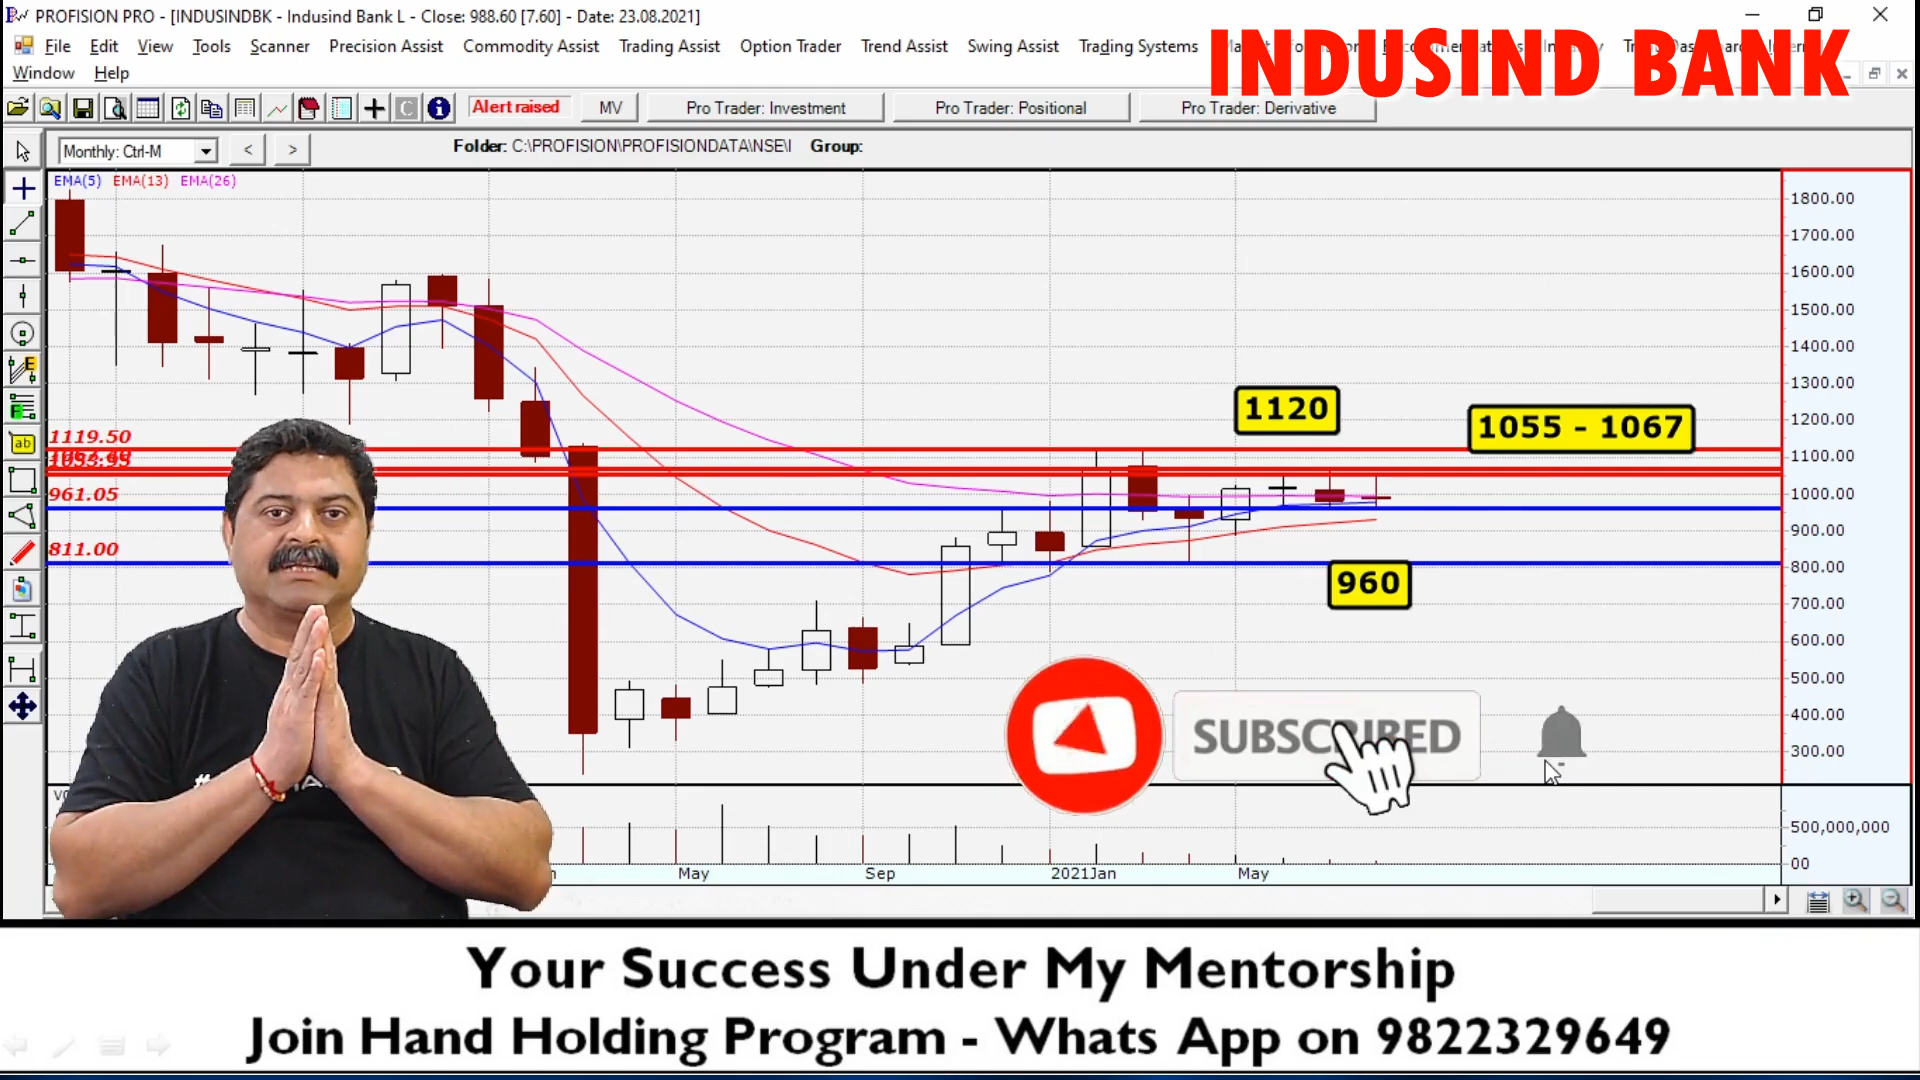 PROFISION PRO - [INDUSINDBK - Indusind Bank L - Close: 988.60 [7.60] - Date: 23.08.2021]
INDUSIND BANK
File Edit View Tools Scanner Precision Assist Commodity Assist Trading Assist Option Trader Trend Assist Swing Assist Trading Systems
Window Help
Alert raised MV Pro Trader: Investment Pro Trader: Positional Pro Trader: Derivative
Monthly: Ctrl-M < > Folder: C:\PROFISION\PROFISIONDATA\NSE\I Group:
EMA(5) EMA(13) EMA(26)
1800.00
1700.00
1600.00
1500.00
1400.00
1300.00
1200.00
1100.00
1000.00
900.00
800.00
700.00
600.00
500.00
400.00
300.00
1120
1055 - 1067
1119.50
1053.95
961.05
811.00
960
SUBSCRIBED
500,000,000
00
May Sep 2021Jan May
Your Success Under My Mentorship
Join Hand Holding Program - Whats App on 9822329649